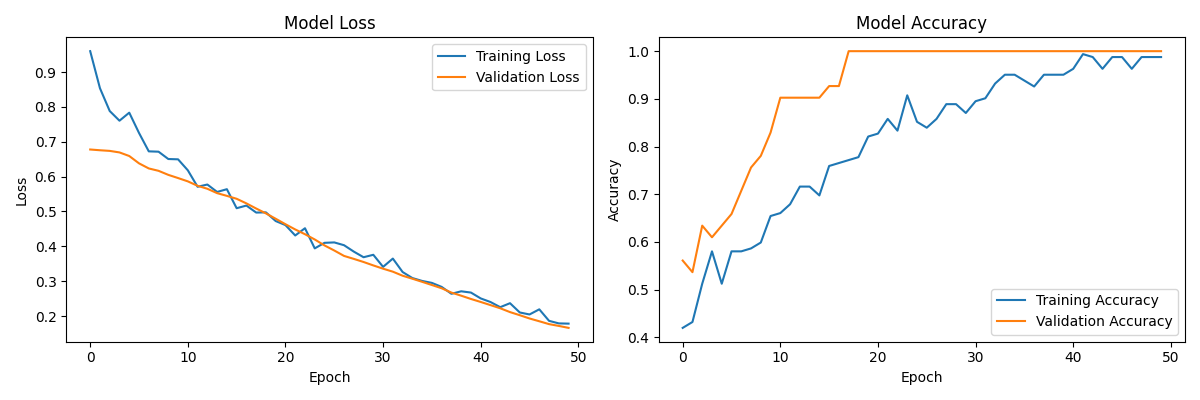 Model Loss
Training Loss
Validation Loss
0.9
0.8
0.7
0.6
0.5
0.4
0.3
0.2
Loss
0 10 20 30 40 50
Epoch
Model Accuracy
1.0
0.9
0.8
0.7
0.6
0.5
0.4
Accuracy
Training Accuracy
Validation Accuracy
0 10 20 30 40 50
Epoch